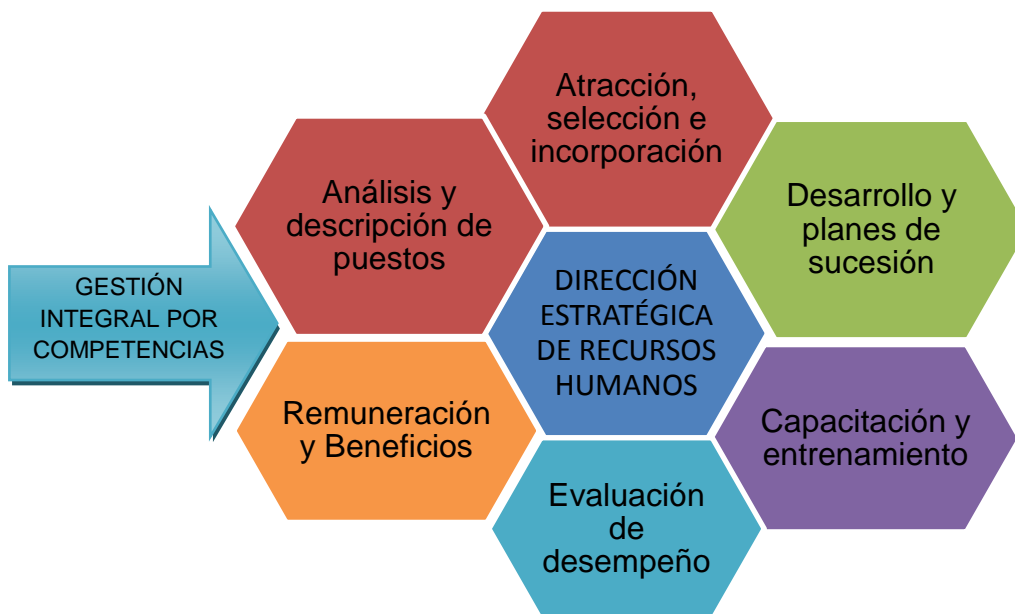 Atracción,
selección e
incorporación
Análisis y
descripción de
puestos
Desarrollo y
planes de
sucesión
GESTIÓN
INTEGRAL POR
COMPETENCIAS
DIRECCIÓN
ESTRATÉGICA
DE RECURSOS
HUMANOS
Remuneración
y Beneficios
Capacitación y
entrenamiento
Evaluación
de
desempeño